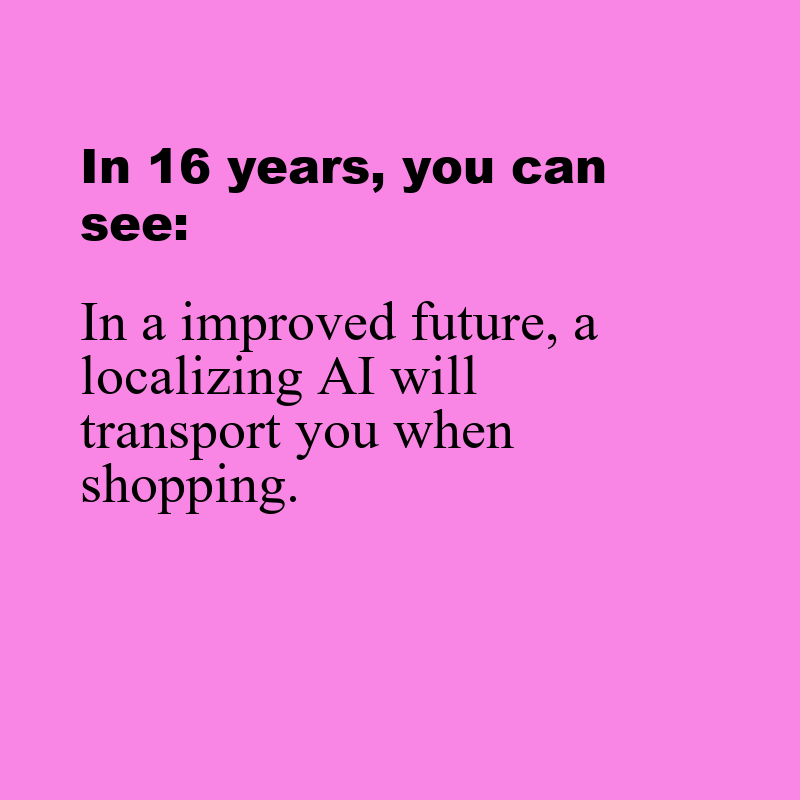 In 16 years, you can
see:
In a improved future, a
localizing AI will
transport you when
shopping.